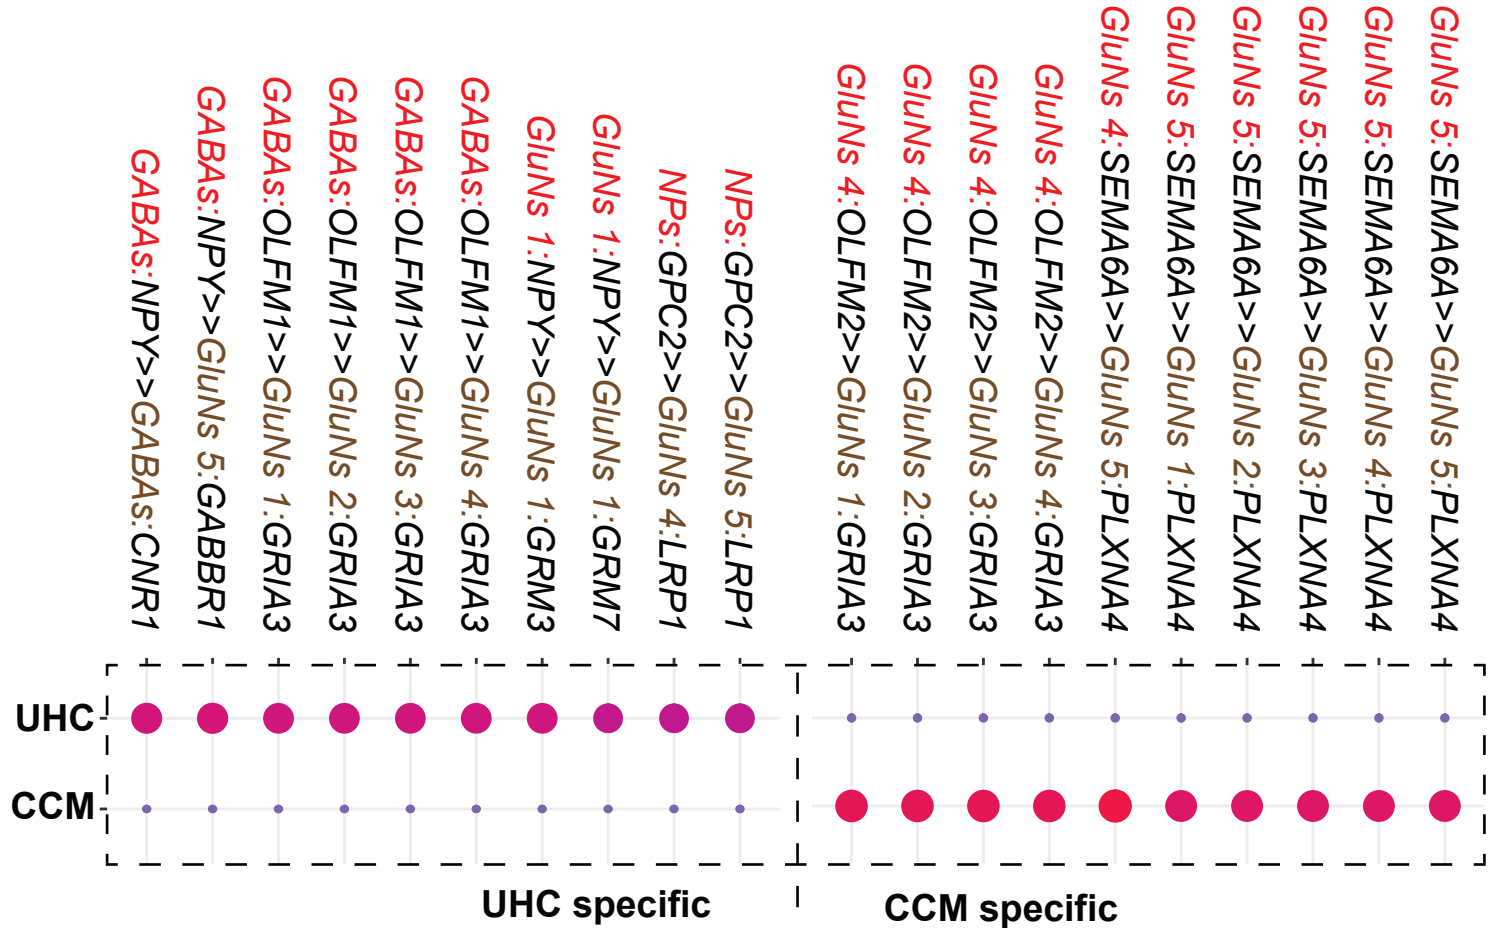 GABAs:NPY>>GABAs:CNR1
GABAs:NPY>>GluNs 5:GABBR1
GABAs:OLFM1>>GluNs 1:GRIA3
GABAs:OLFM1>>GluNs 2:GRIA3
GABAs:OLFM1>>GluNs 3:GRIA3
GABAs:OLFM1>>GluNs 4:GRIA3
GluNs 1:NPY>>GluNs 1:GRM3
GluNs 1:NPY>>GluNs 1:GRM7
NPs:GPC2>>GluNs 4:LRP1
NPs:GPC2>>GluNs 5:LRP1
GluNs 4:OLFM2>>GluNs 1:GRIA3
GluNs 4:OLFM2>>GluNs 2:GRIA3
GluNs 4:OLFM2>>GluNs 3:GRIA3
GluNs 4:OLFM2>>GluNs 4:GRIA3
GluNs 4:SEMA6A>>GluNs 5:PLXNA4
GluNs 5:SEMA6A>>GluNs 1:PLXNA4
GluNs 5:SEMA6A>>GluNs 2:PLXNA4
GluNs 5:SEMA6A>>GluNs 3:PLXNA4
GluNs 5:SEMA6A>>GluNs 4:PLXNA4
GluNs 5:SEMA6A>>GluNs 5:PLXNA4
UHC
CCM
UHC specific
CCM specific